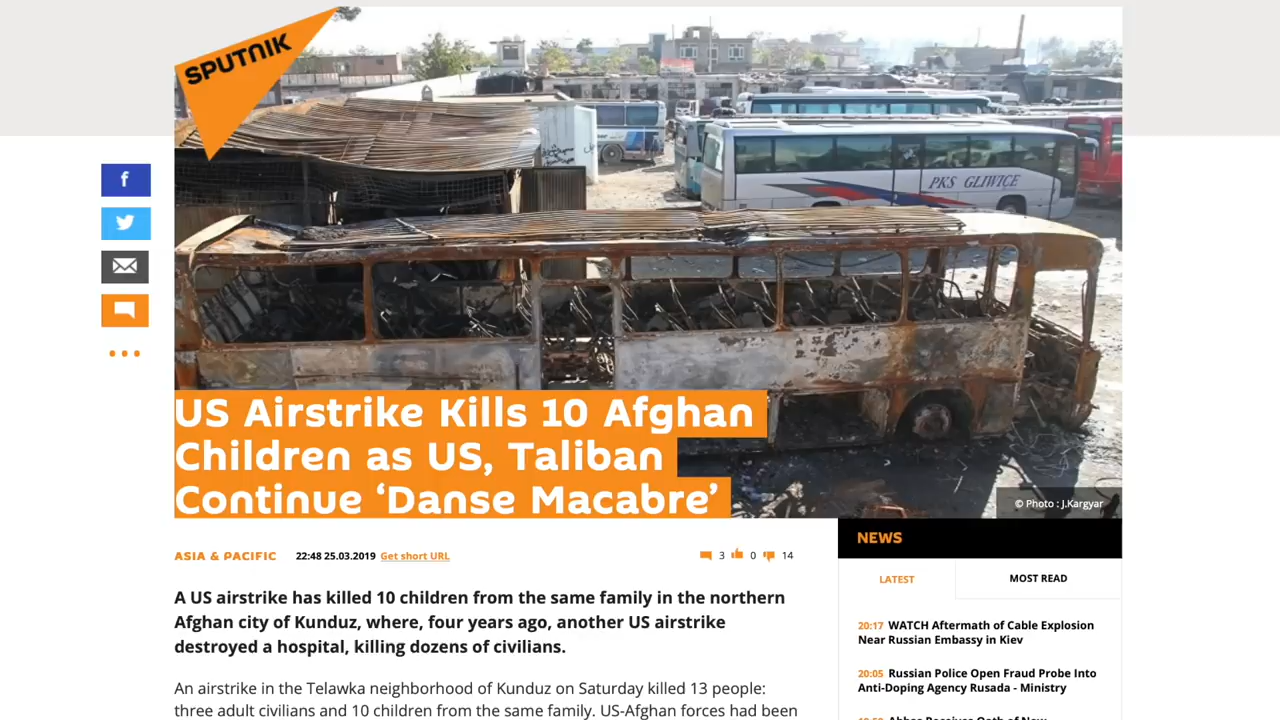 SPUTNIK
PKS GLIWICE
US Airstrike Kills 10 Afghan
Children as US, Taliban
Continue ‘Danse Macabre’
© Photo : J.Kargyar
ASIA & PACIFIC 22:48 25.03.2019 Get short URL 3 0 14
A US airstrike has killed 10 children from the same family in the northern
Afghan city of Kunduz, where, four years ago, another US airstrike
destroyed a hospital, killing dozens of civilians.
An airstrike in the Telawka neighborhood of Kunduz on Saturday killed 13 people:
three adult civilians and 10 children from the same family. US-Afghan forces had been
NEWS
LATEST MOST READ
20:17 WATCH Aftermath of Cable Explosion
Near Russian Embassy in Kiev
20:05 Russian Police Open Fraud Probe Into
Anti-Doping Agency Rusada - Ministry